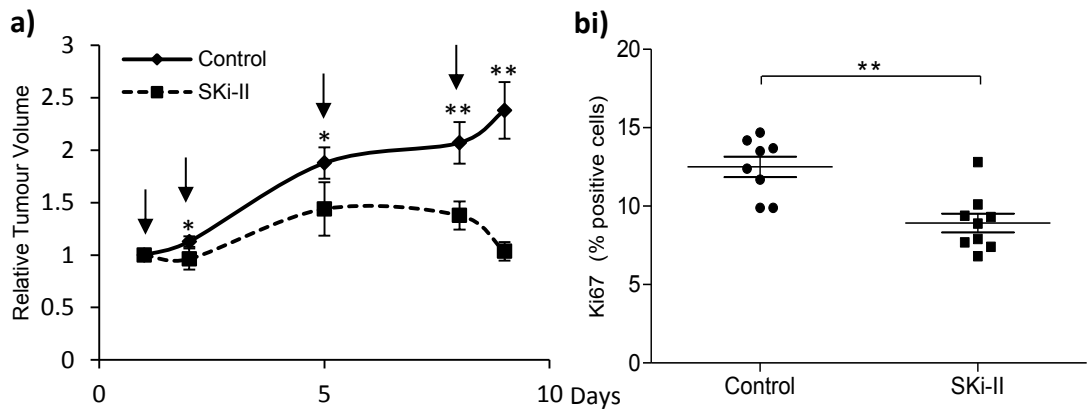 a)
Relative Tumour Volume
3
2.5
2
1.5
1
0.5
0
Control
SKi-II
*
*
**
**
0
5
10
Days
bi)
Ki67 (% positive cells)
20
15
10
5
0
**
Control
SKi-II